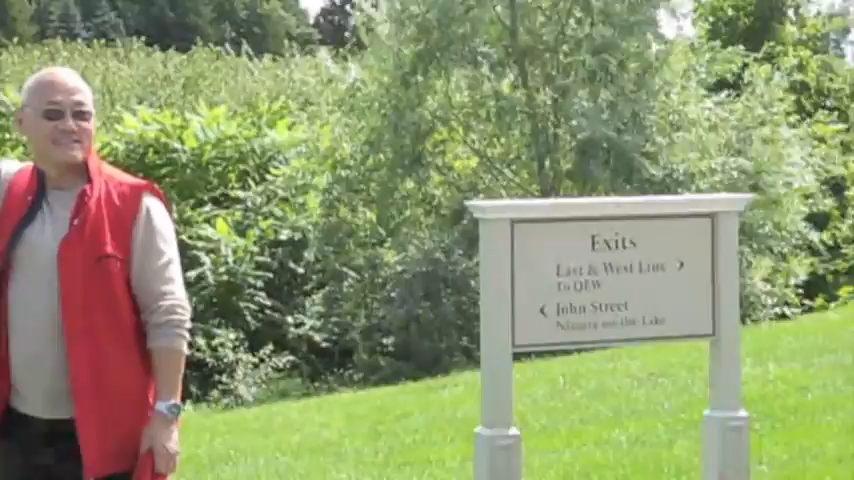 Exits
East & West Line >
To QEW
< John Street
Niagara-on-the-Lake